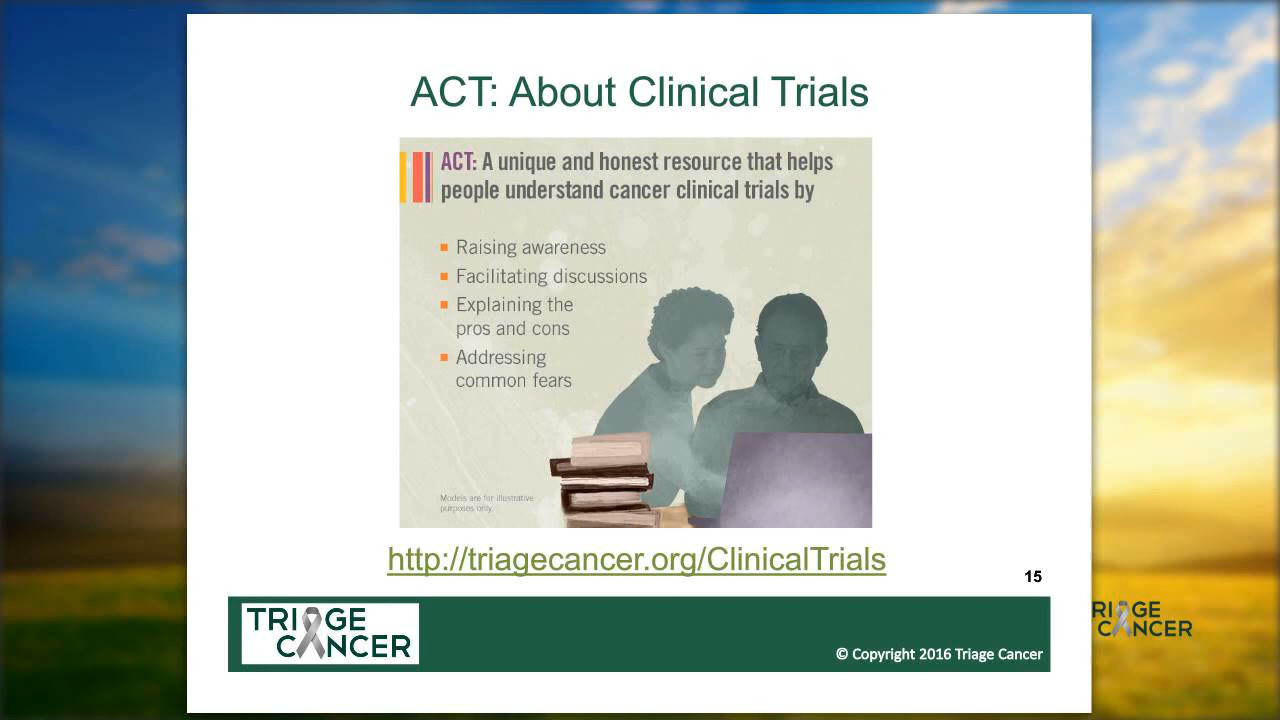 ACT: About Clinical Trials
ACT: A unique and honest resource that helps
people understand cancer clinical trials by
Raising awareness
Facilitating discussions
Explaining the
pros and cons
Addressing
common fears
Models are for illustrative
purposes only.
http://triagecancer.org/ClinicalTrials
15
TRIAGE
CANCER
© Copyright 2016 Triage Cancer
RIAGE
CANCER